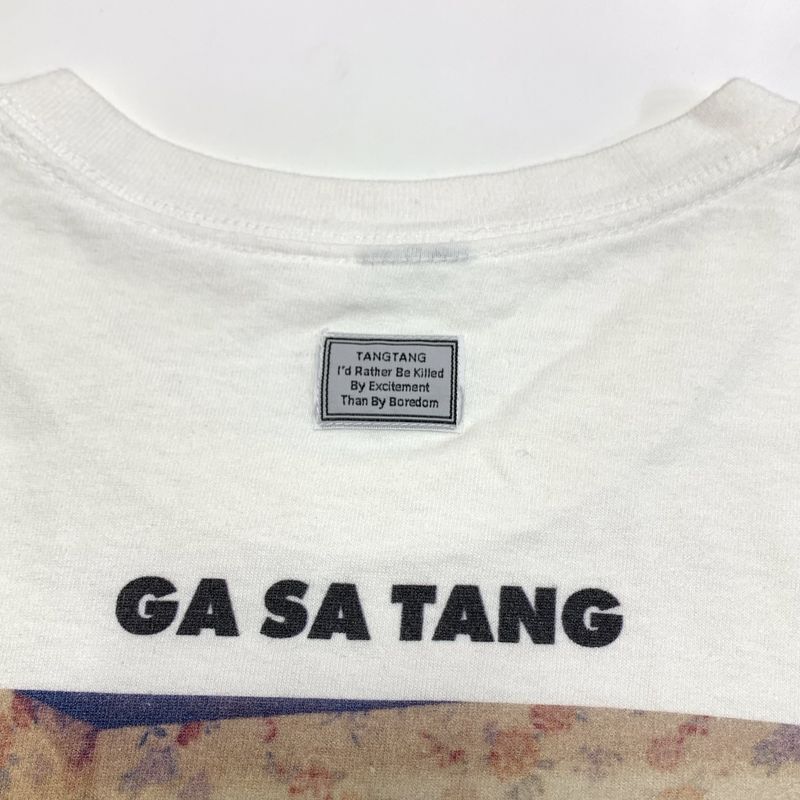 TANGTANG
I'd Rather Be Killed
By Excitement
Than By Boredom
GA SA TANG